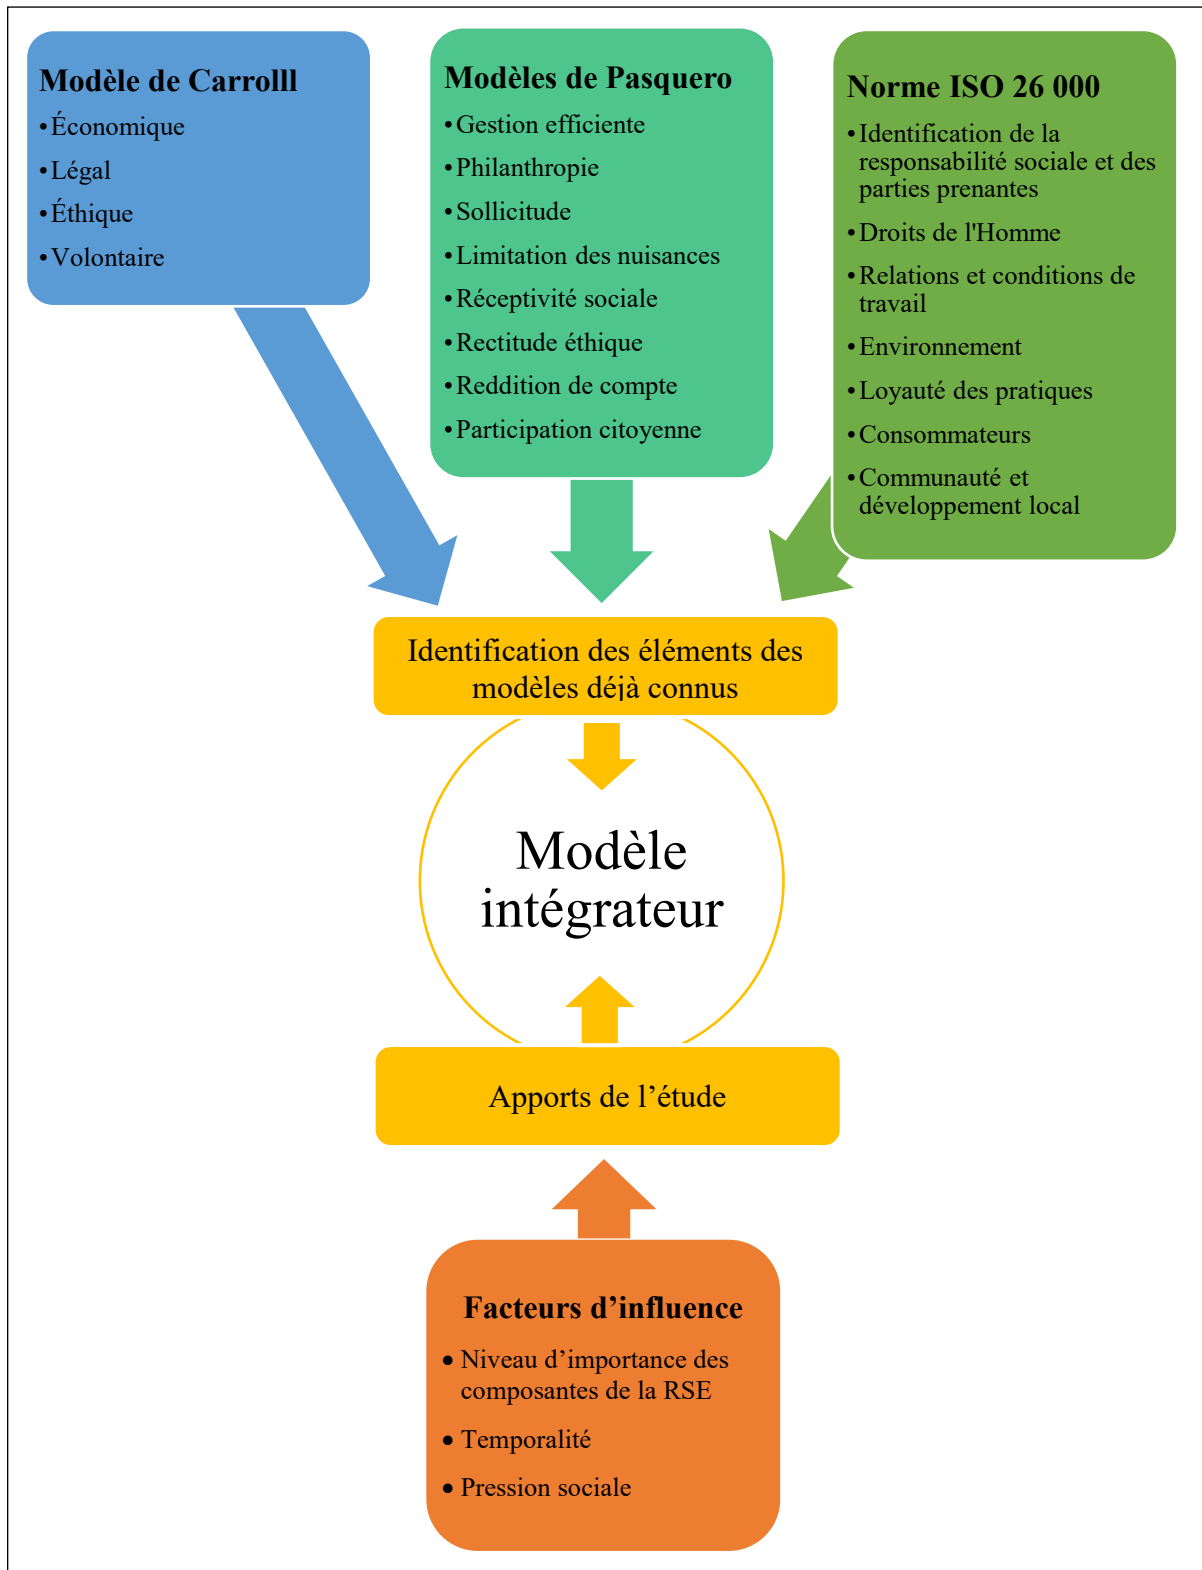 Modèle de Carrolll
•Économique
•Légal
•Éthique
•Volontaire
Modèles de Pasquero
•Gestion efficiente
•Philanthropie
•Sollicitude
•Limitation des nuisances
•Réceptivité sociale
•Rectitude éthique
•Reddition de compte
•Participation citoyenne
Norme ISO 26 000
•Identification de la
responsabilité sociale et des
parties prenantes
•Droits de l'Homme
•Relations et conditions de
travail
•Environnement
•Loyauté des pratiques
•Consommateurs
•Communauté et
développement local
Identification des éléments des
modèles déjà connus
Modèle
intégrateur
Apports de l’étude
Facteurs d’influence
• Niveau d’importance des
composantes de la RSE
• Temporalité
• Pression sociale